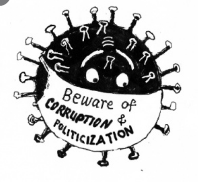 Beware of
CORRUPTION &
POLITICIZATION